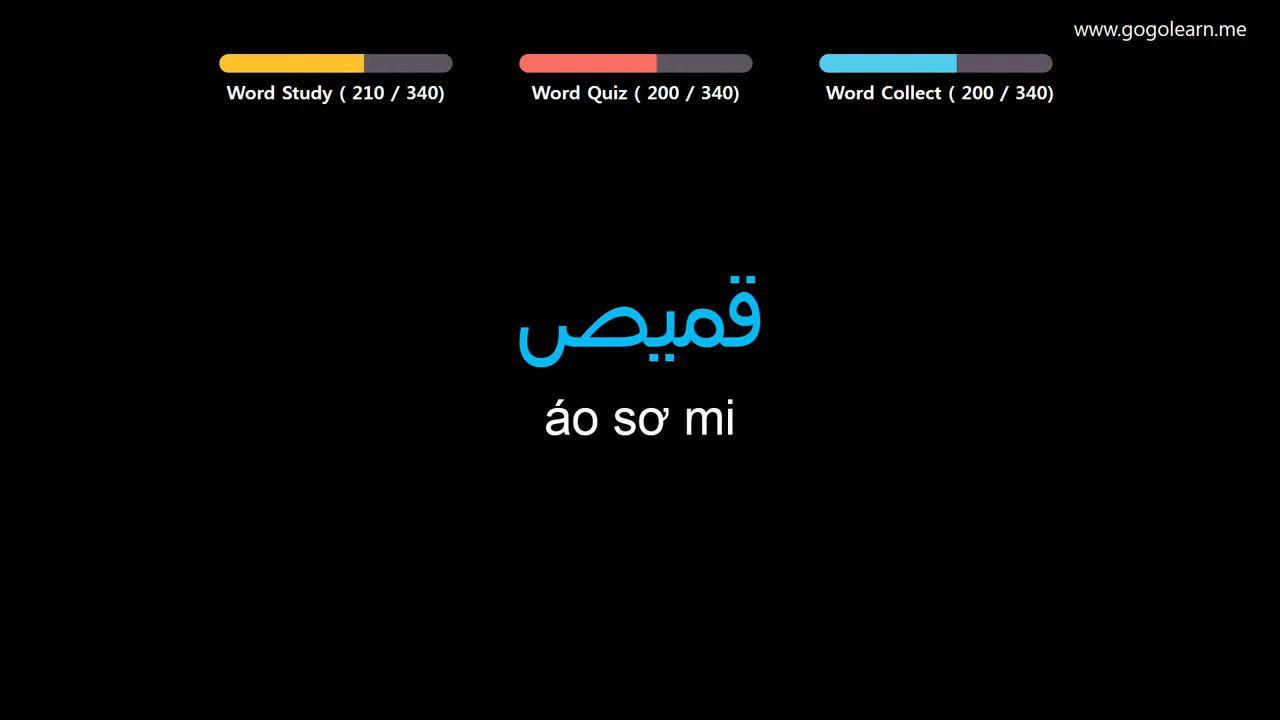 www.gogolearn.me
Word Study ( 210 / 340)
Word Quiz ( 200 / 340)
Word Collect ( 200 / 340)
قميص
áo sơ mi